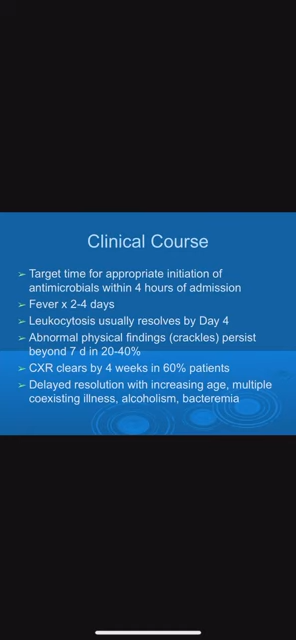 Clinical Course
➢ Target time for appropriate initiation of
antimicrobials within 4 hours of admission
➢ Fever x 2-4 days
➢ Leukocytosis usually resolves by Day 4
➢ Abnormal physical findings (crackles) persist
beyond 7 d in 20-40%
➢ CXR clears by 4 weeks in 60% patients
➢ Delayed resolution with increasing age, multiple
coexisting illness, alcoholism, bacteremia